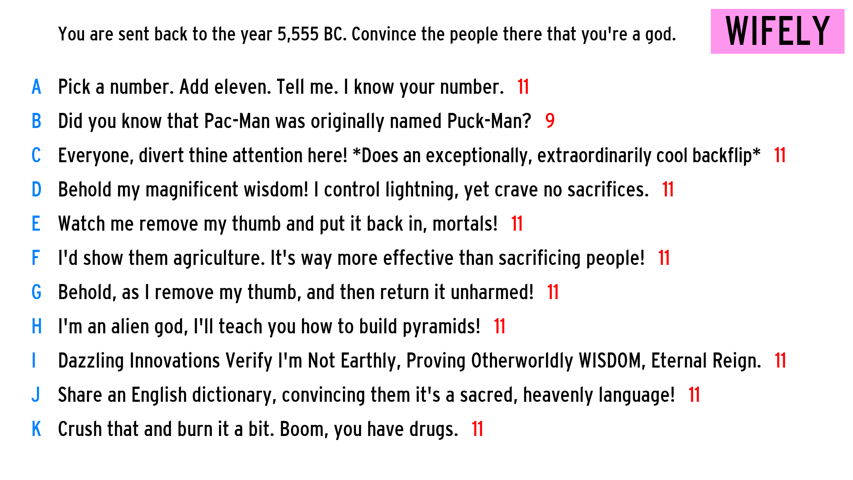 You are sent back to the year 5,555 BC. Convince the people there that you're a god.
WIFELY
A Pick a number. Add eleven. Tell me. I know your number. 11
B Did you know that Pac-Man was originally named Puck-Man? 9
C Everyone, divert thine attention here! *Does an exceptionally, extraordinarily cool backflip* 11
D Behold my magnificent wisdom! I control lightning, yet crave no sacrifices. 11
E Watch me remove my thumb and put it back in, mortals! 11
F I'd show them agriculture. It's way more effective than sacrificing people! 11
G Behold, as I remove my thumb, and then return it unharmed! 11
H I'm an alien god, I'll teach you how to build pyramids! 11
I Dazzling Innovations Verify I'm Not Earthly, Proving Otherworldly WISDOM, Eternal Reign. 11
J Share an English dictionary, convincing them it's a sacred, heavenly language! 11
K Crush that and burn it a bit. Boom, you have drugs. 11